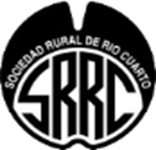 SOCIEDAD RURAL DE RIO CUARTO
SRRC